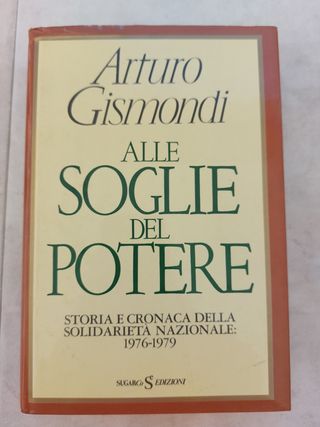 Arturo
Gismondi
ALLE
SOGLIE
DEL
POTERE
STORIA E CRONACA DELLA
SOLIDARIETÀ NAZIONALE:
1976-1979
SUGARCo EDIZIONI